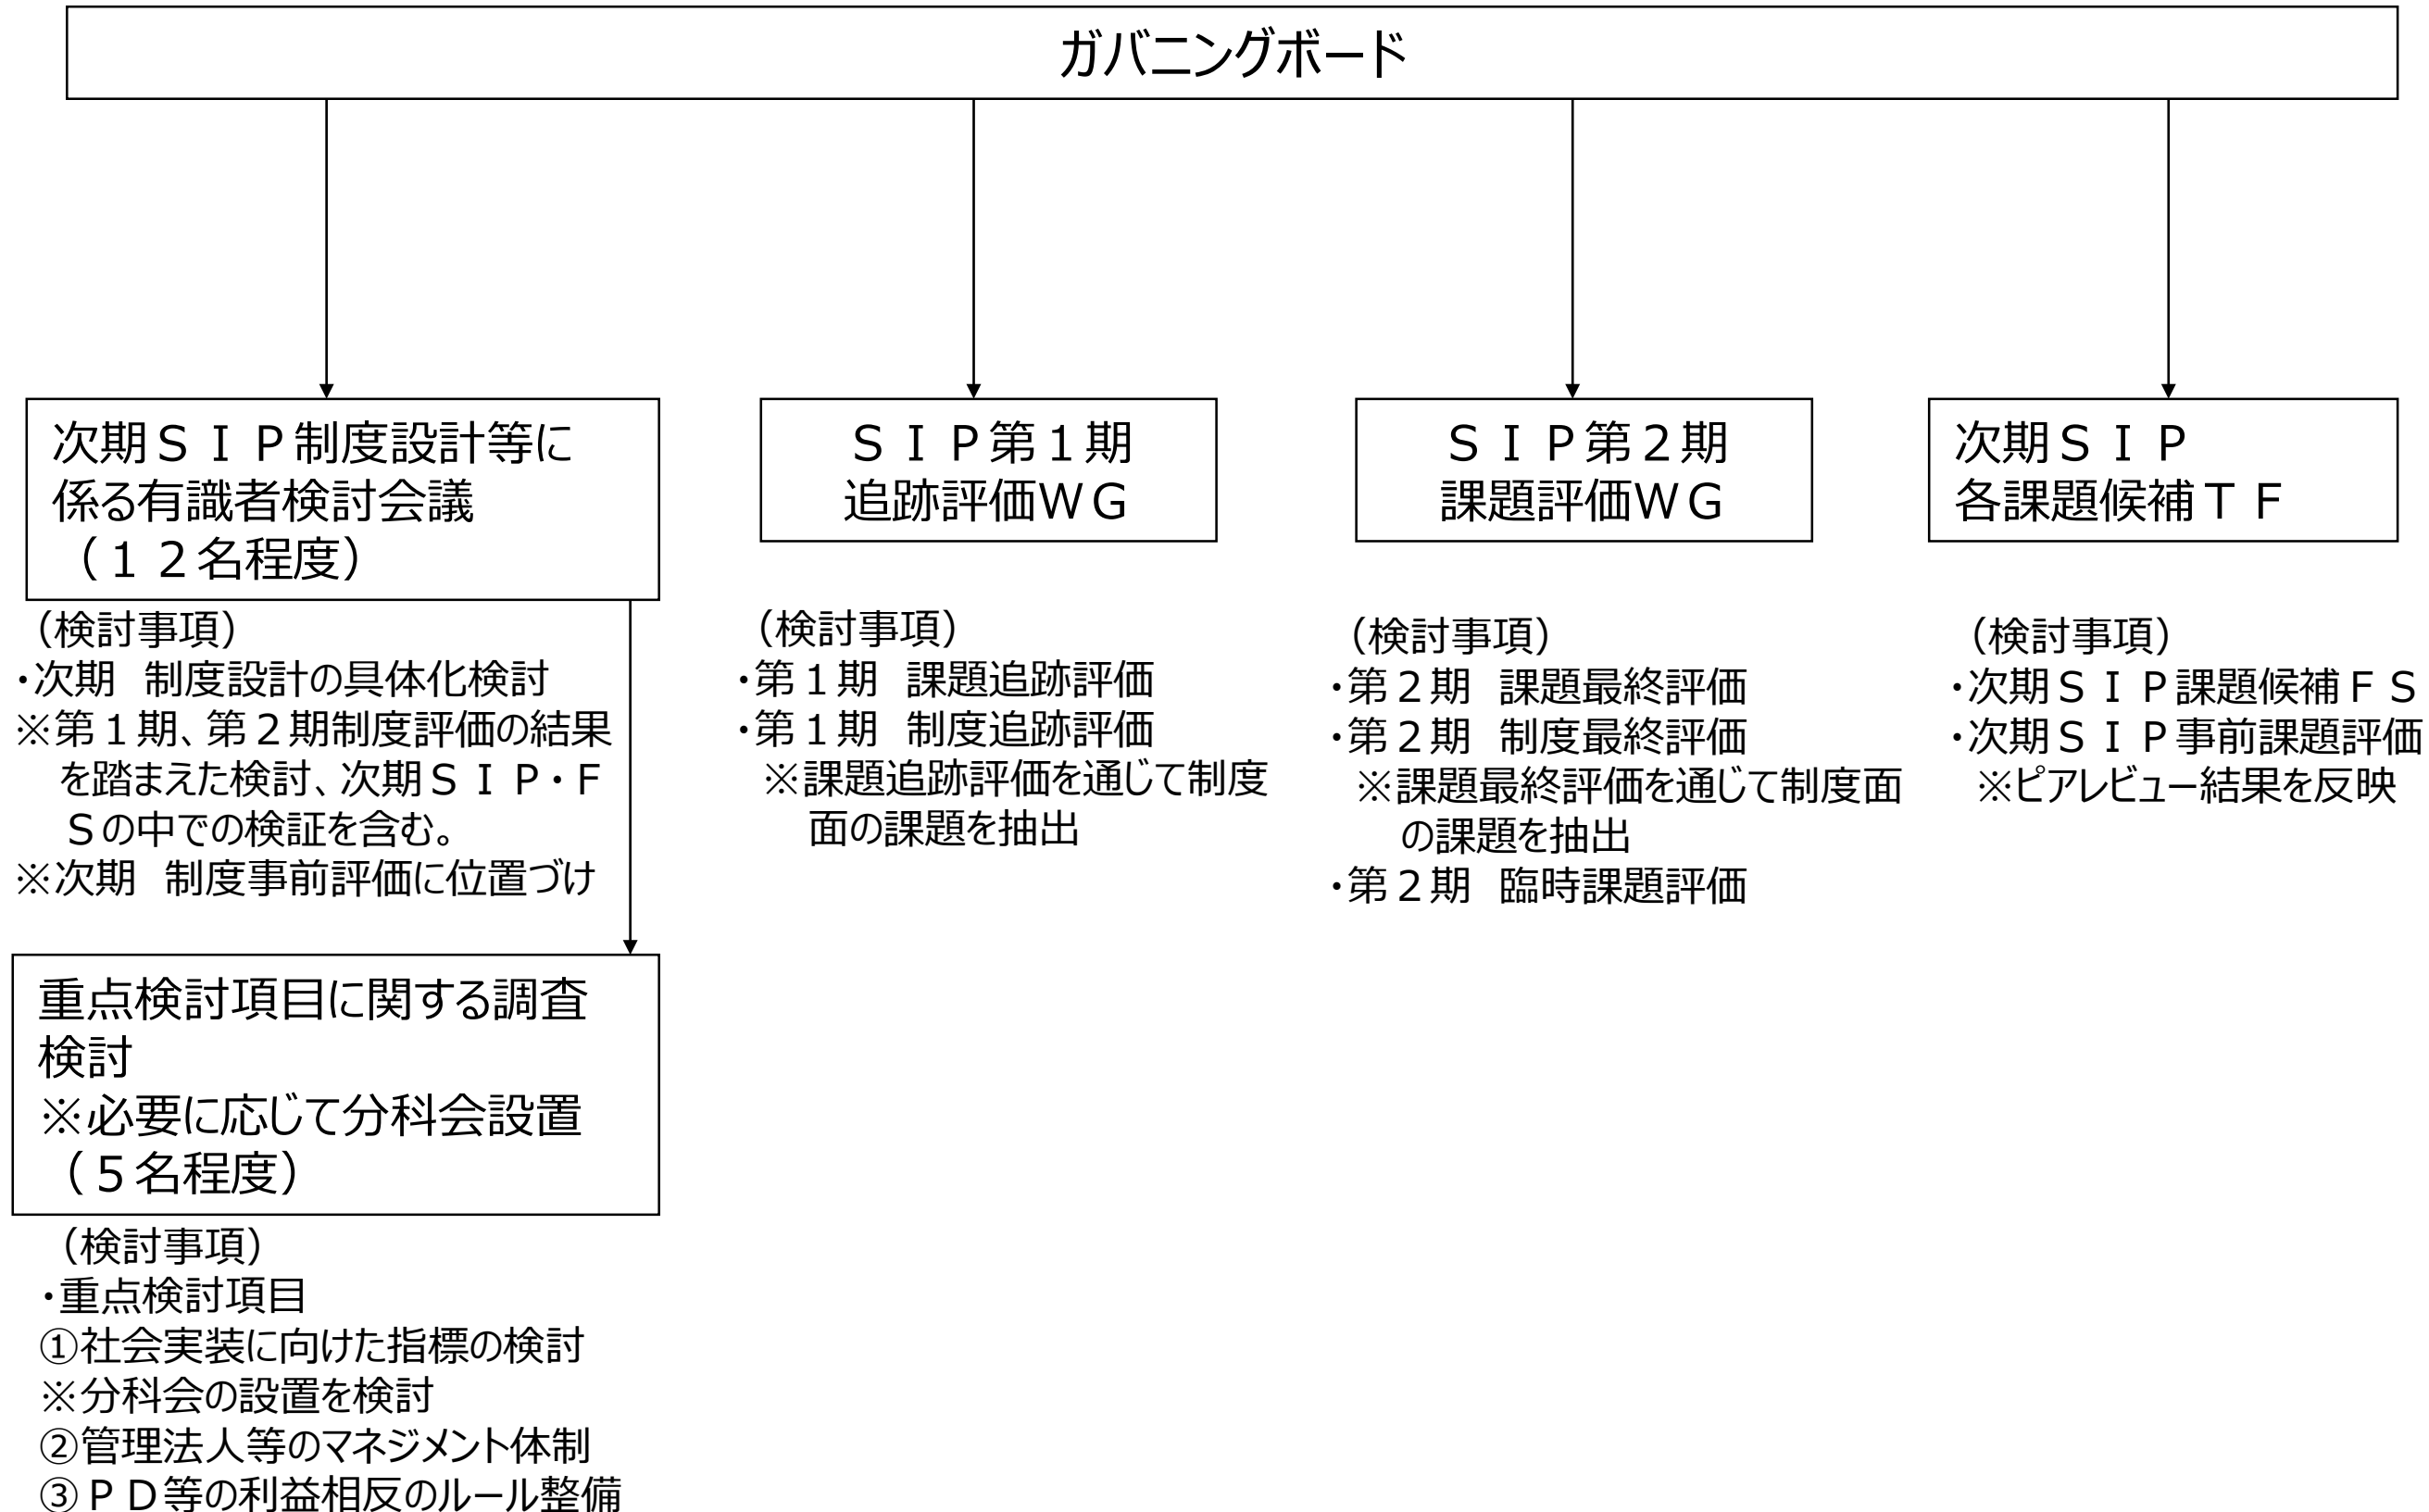 ガバニングボード
次期ＳＩＰ制度設計等に
係る有識者検討会議
（１２名程度）
（検討事項）
・次期　制度設計の具体化検討
※第１期、第２期制度評価の結果
を踏まえた検討、次期ＳＩＰ・Ｆ
Ｓの中での検証を含む。
※次期　制度事前評価に位置づけ
重点検討項目に関する調査
検討
※必要に応じて分科会設置
（５名程度）
（検討事項）
・重点検討項目
①社会実装に向けた指標の検討
※分科会の設置を検討
②管理法人等のマネジメント体制
③ＰＤ等の利益相反のルール整備
ＳＩＰ第１期
追跡評価ＷＧ
（検討事項）
・第１期　課題追跡評価
・第１期　制度追跡評価
※課題追跡評価を通じて制度
面の課題を抽出
ＳＩＰ第２期
課題評価ＷＧ
（検討事項）
・第２期　課題最終評価
・第２期　制度最終評価
※課題最終評価を通じて制度面
の課題を抽出
・第２期　臨時課題評価
次期ＳＩＰ
各課題候補ＴＦ
（検討事項）
・次期ＳＩＰ課題候補ＦＳ
・次期ＳＩＰ事前課題評価
※ピアレビュー結果を反映